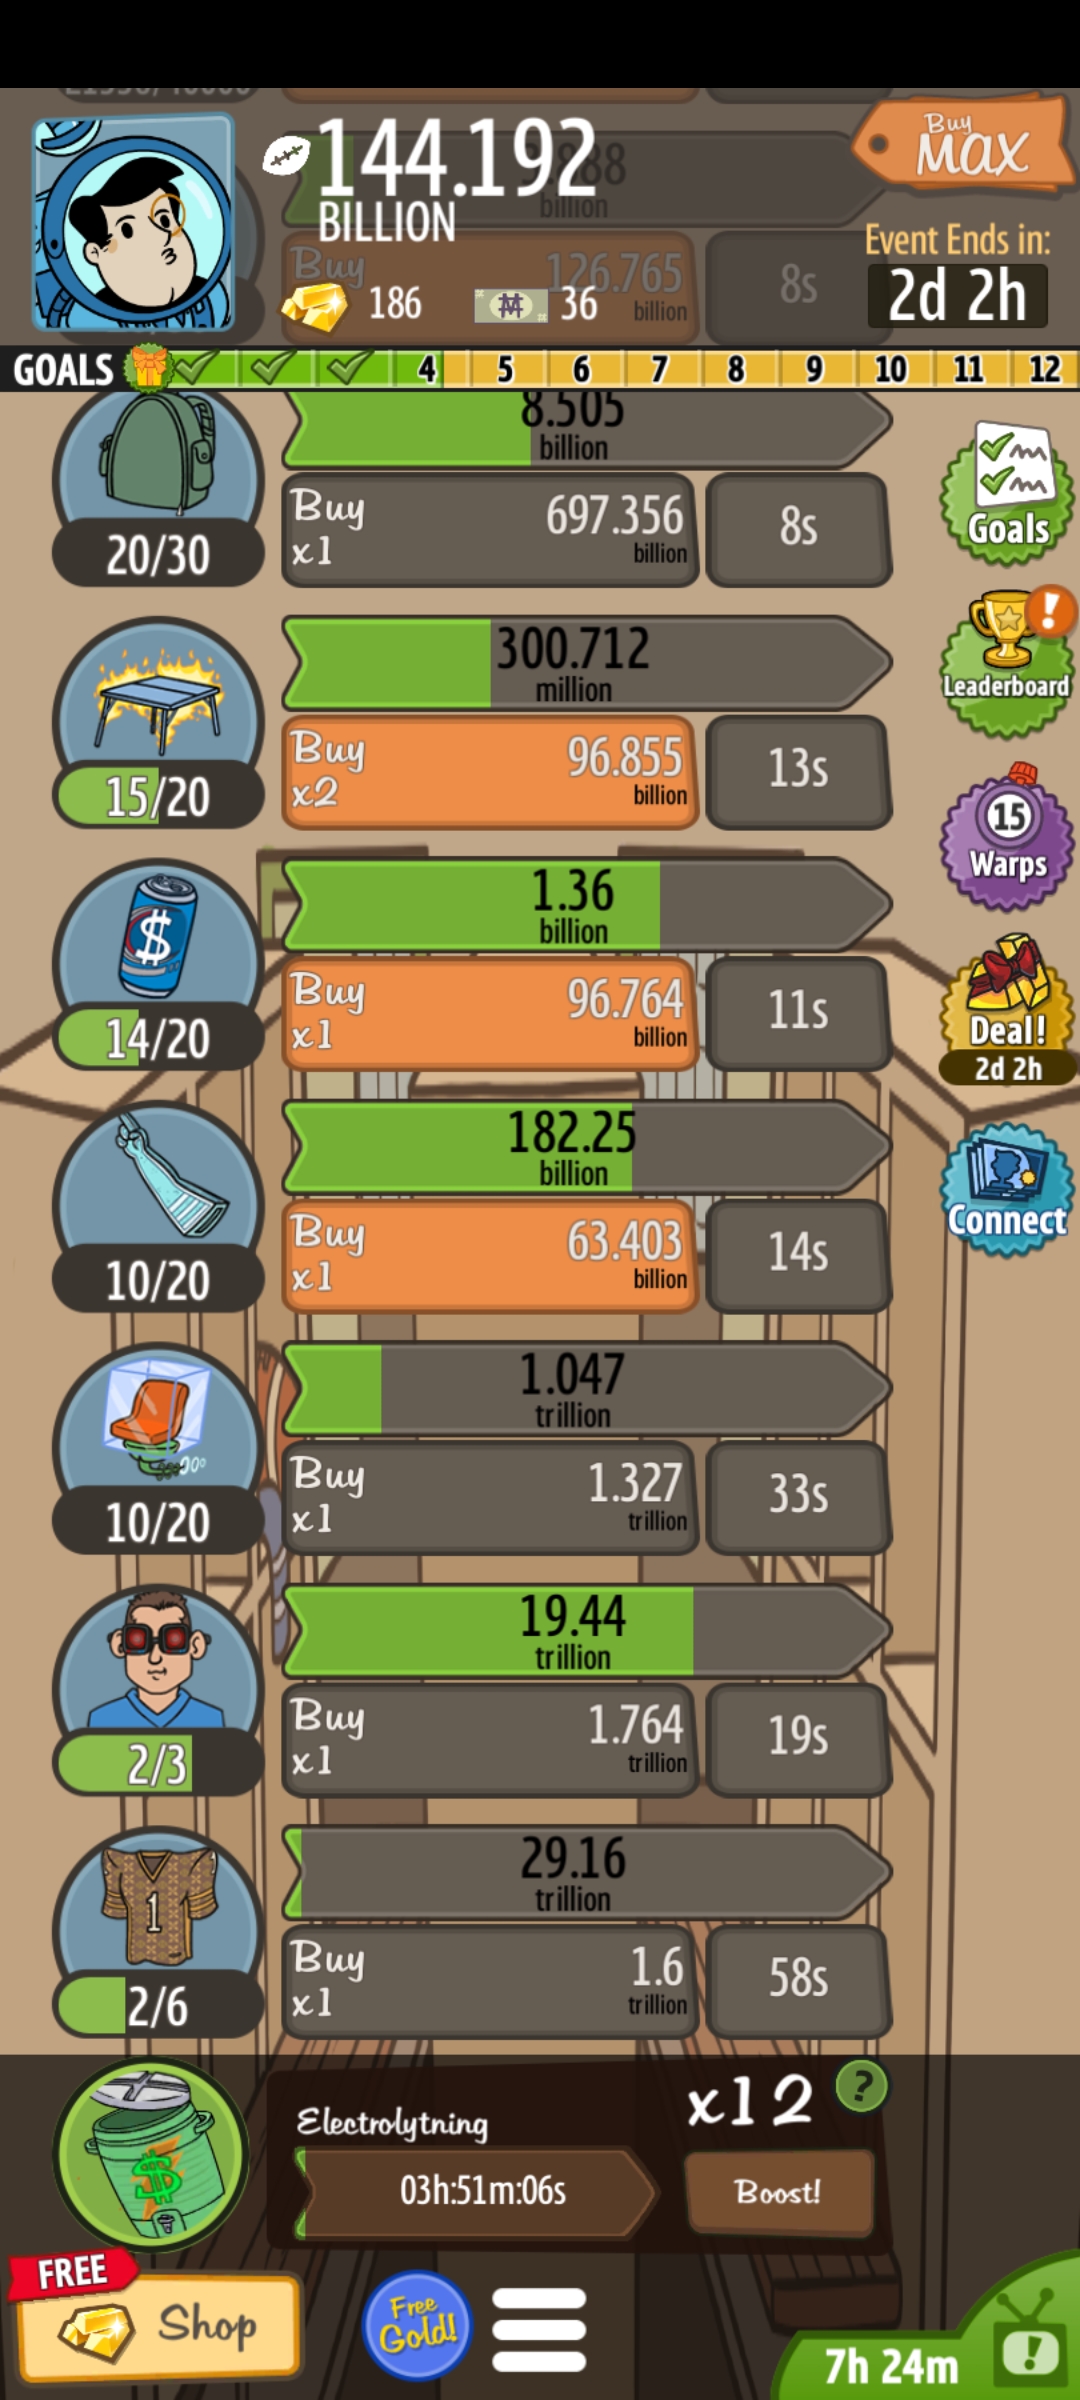 144.192
BILLION
Buy
MAX
Event Ends in:
2d 2h
Buy
126.765
billion
8s
186
36
GOALS
4
5
6
7
8
9
10
11
12
8.505
billion
Buy
x1
697.356
billion
8s
20/30
Goals
300.712
million
Buy
x2
96.855
billion
13s
15/20
Leaderboard
1.36
billion
Buy
x1
96.764
billion
11s
14/20
15
Warps
Deal!
2d 2h
182.25
billion
Buy
x1
63.403
billion
14s
10/20
Connect
1.047
trillion
Buy
x1
1.327
trillion
33s
10/20
19.44
trillion
Buy
x1
1.764
trillion
19s
2/3
1
29.16
trillion
Buy
x1
1.6
trillion
58s
2/6
Electrolytning
x12
?
03h:51m:06s
Boost!
FREE
Shop
Free
Gold!
7h 24m